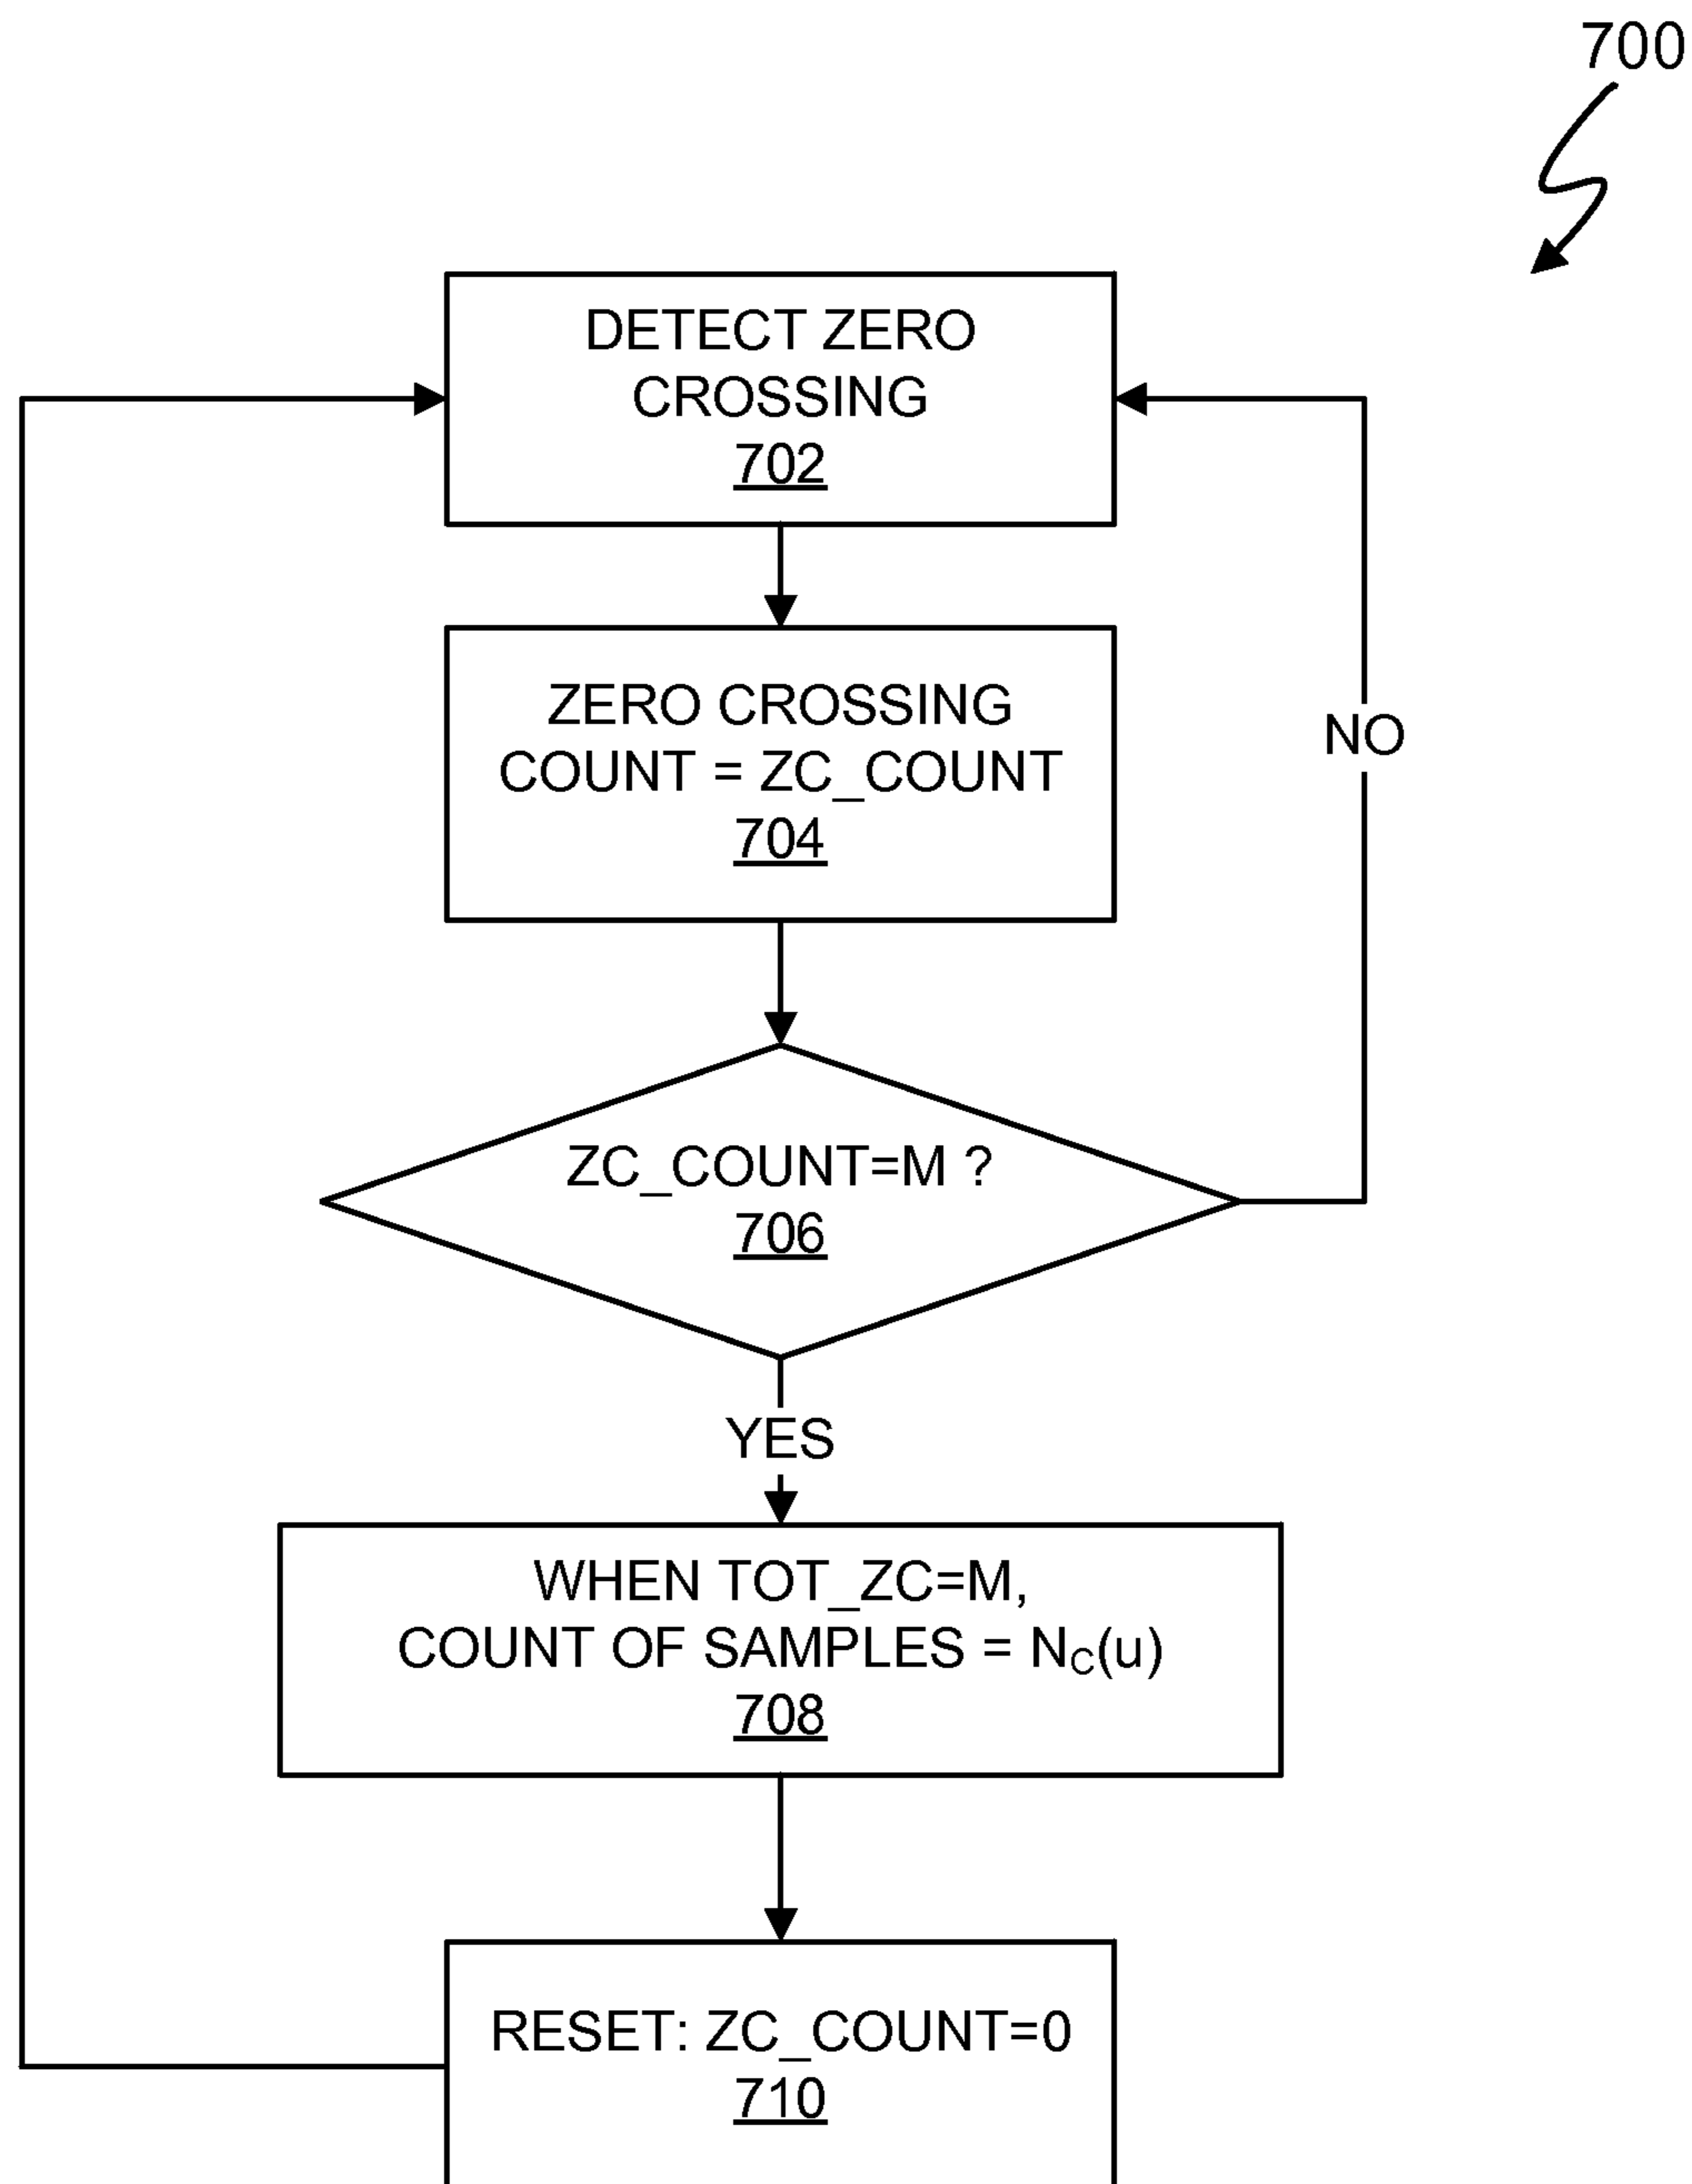 700
DETECT ZERO
CROSSING
702
ZERO CROSSING
COUNT = ZC_COUNT
704
NO
ZC_COUNT=M ?
706
YES
WHEN TOT_ZC=M,
COUNT OF SAMPLES = NC(u)
708
RESET: ZC_COUNT=0
710